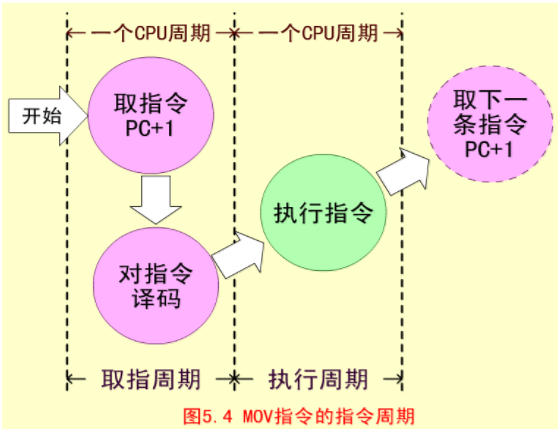 一个CPU周期
一个CPU周期
开始
取指令
PC+1
对指令
译码
执行指令
取下一
条指令
PC+1
取指周期
执行周期
图5.4 MOV指令的指令周期